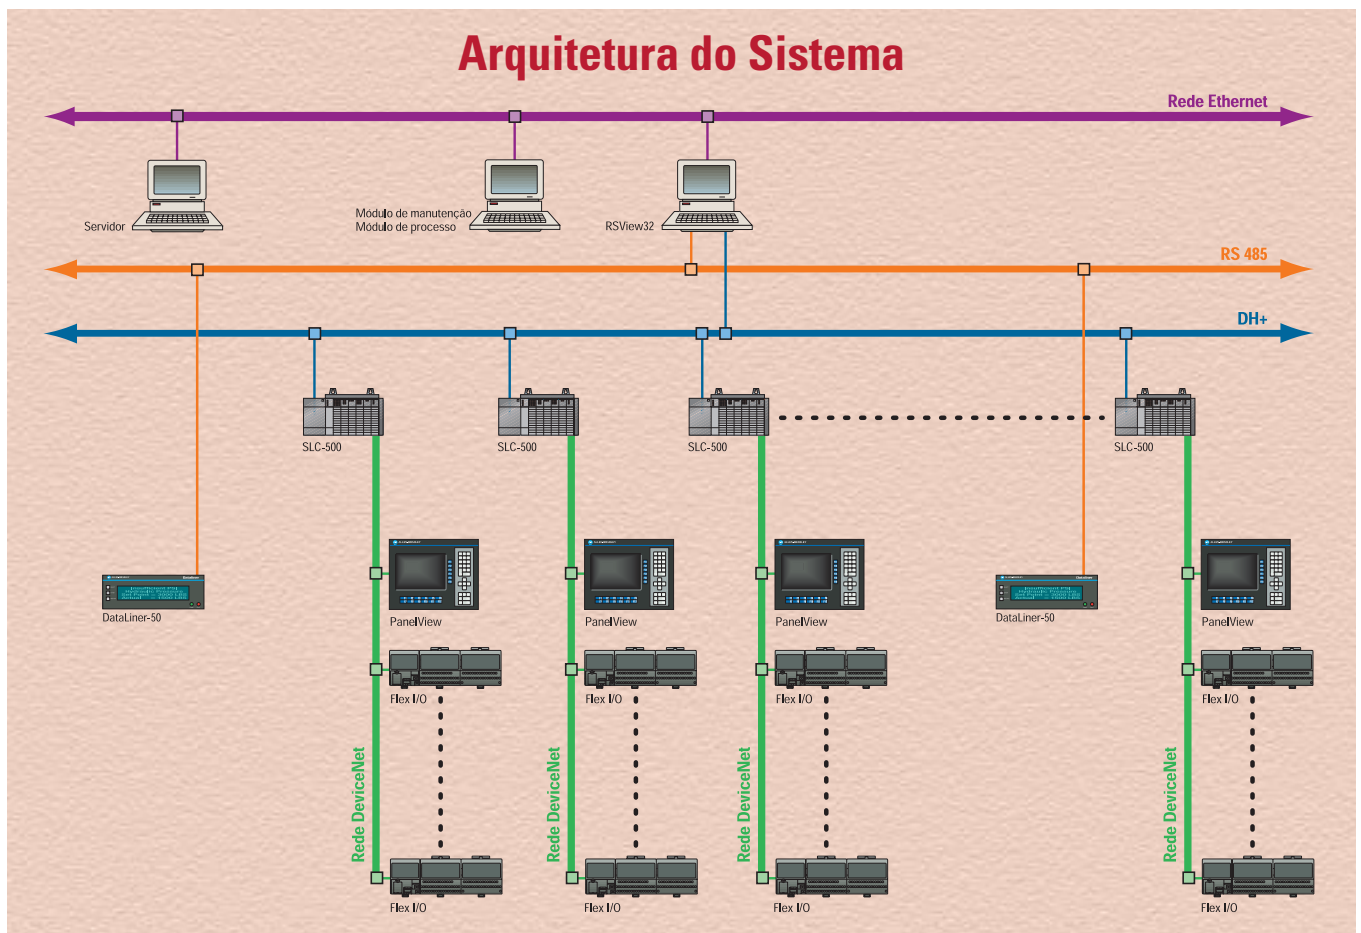 Arquitetura do Sistema
Rede Ethernet
Servidor
Módulo de manutenção
Módulo de processo
RSView32
RS 485
DH+
SLC-500
SLC-500
SLC-500
SLC-500
DataLiner-50
PanelView
PanelView
PanelView
DataLiner-50
PanelView
Flex I/O
Flex I/O
Flex I/O
Flex I/O
Rede DeviceNet
Rede DeviceNet
Rede DeviceNet
Rede DeviceNet
Flex I/O
Flex I/O
Flex I/O
Flex I/O